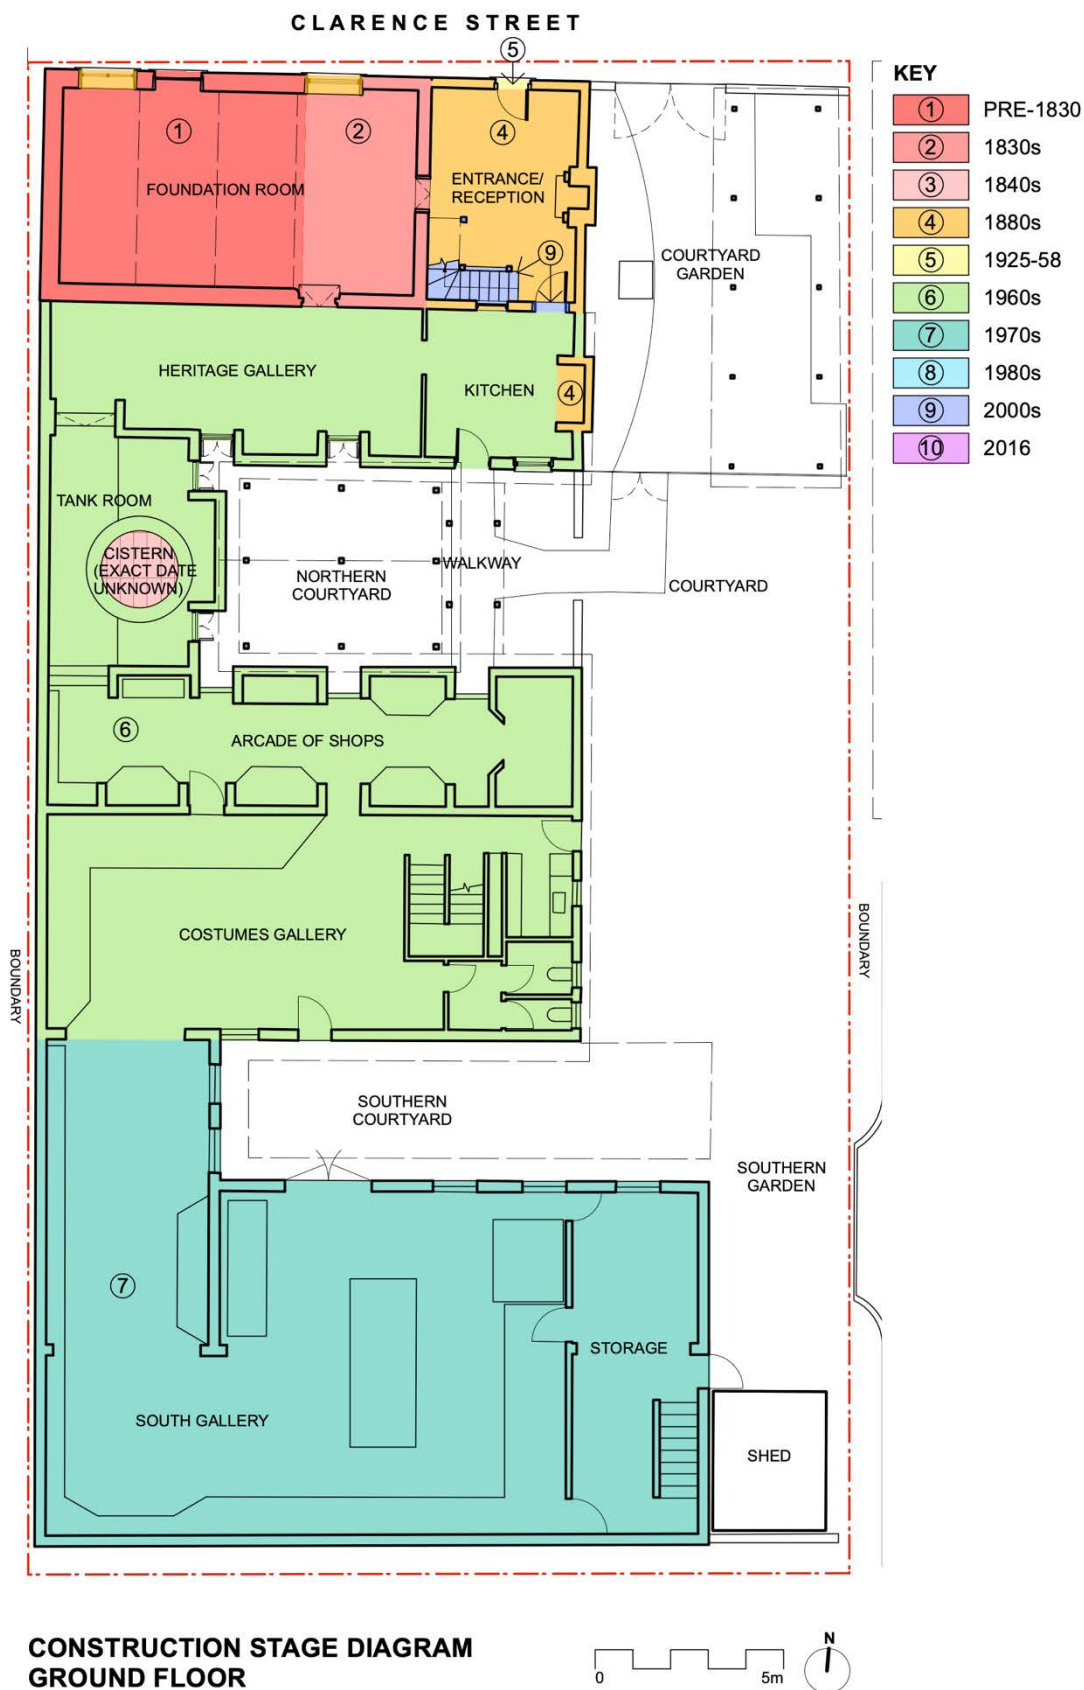 CLARENCE STREET
5
KEY
1 PRE-1830
2 1830s
3 1840s
4 1880s
5 1925-58
6 1960s
7 1970s
8 1980s
9 2000s
10 2016
1
2
4
FOUNDATION ROOM
ENTRANCE/
RECEPTION
9
COURTYARD
GARDEN
HERITAGE GALLERY
KITCHEN
4
TANK ROOM
CISTERN
(EXACT DATE
UNKNOWN)
NORTHERN
COURTYARD
WALKWAY
COURTYARD
6
ARCADE OF SHOPS
COSTUMES GALLERY
BOUNDARY
BOUNDARY
SOUTHERN
COURTYARD
SOUTHERN
GARDEN
7
STORAGE
SOUTH GALLERY
SHED
CONSTRUCTION STAGE DIAGRAM
GROUND FLOOR
0 5m
N